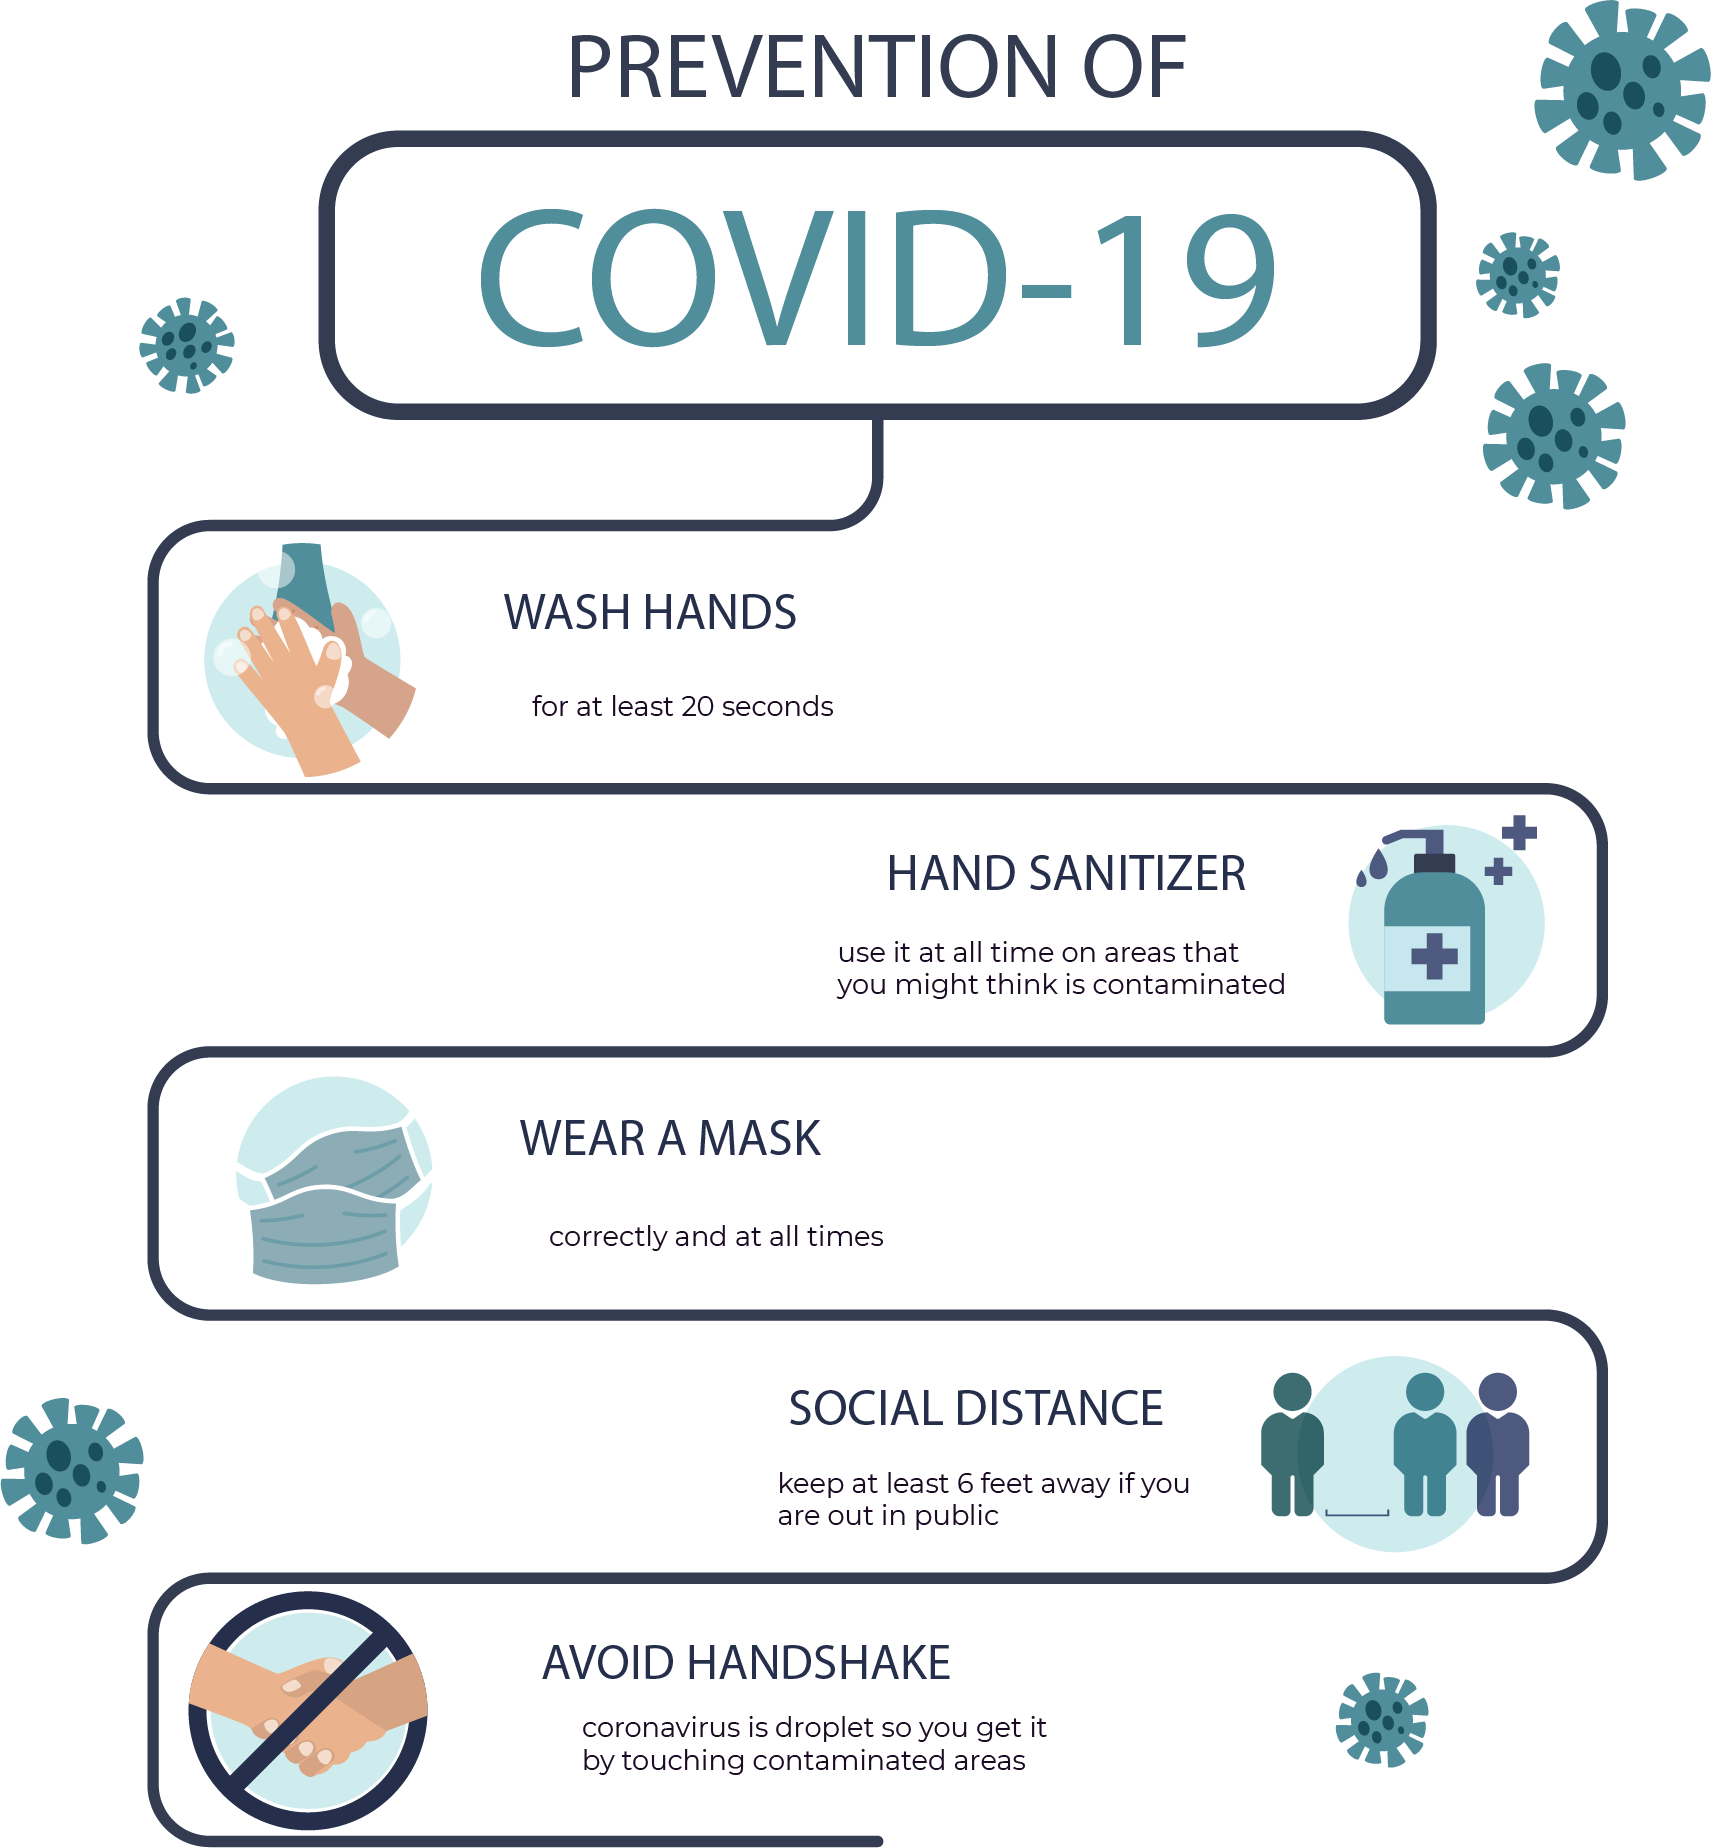 PREVENTION OF
COVID-19
WASH HANDS
for at least 20 seconds
HAND SANITIZER
use it at all time on areas that
you might think is contaminated
WEAR A MASK
correctly and at all times
SOCIAL DISTANCE
keep at least 6 feet away if you
are out in public
AVOID HANDSHAKE
coronavirus is droplet so you get it
by touching contaminated areas